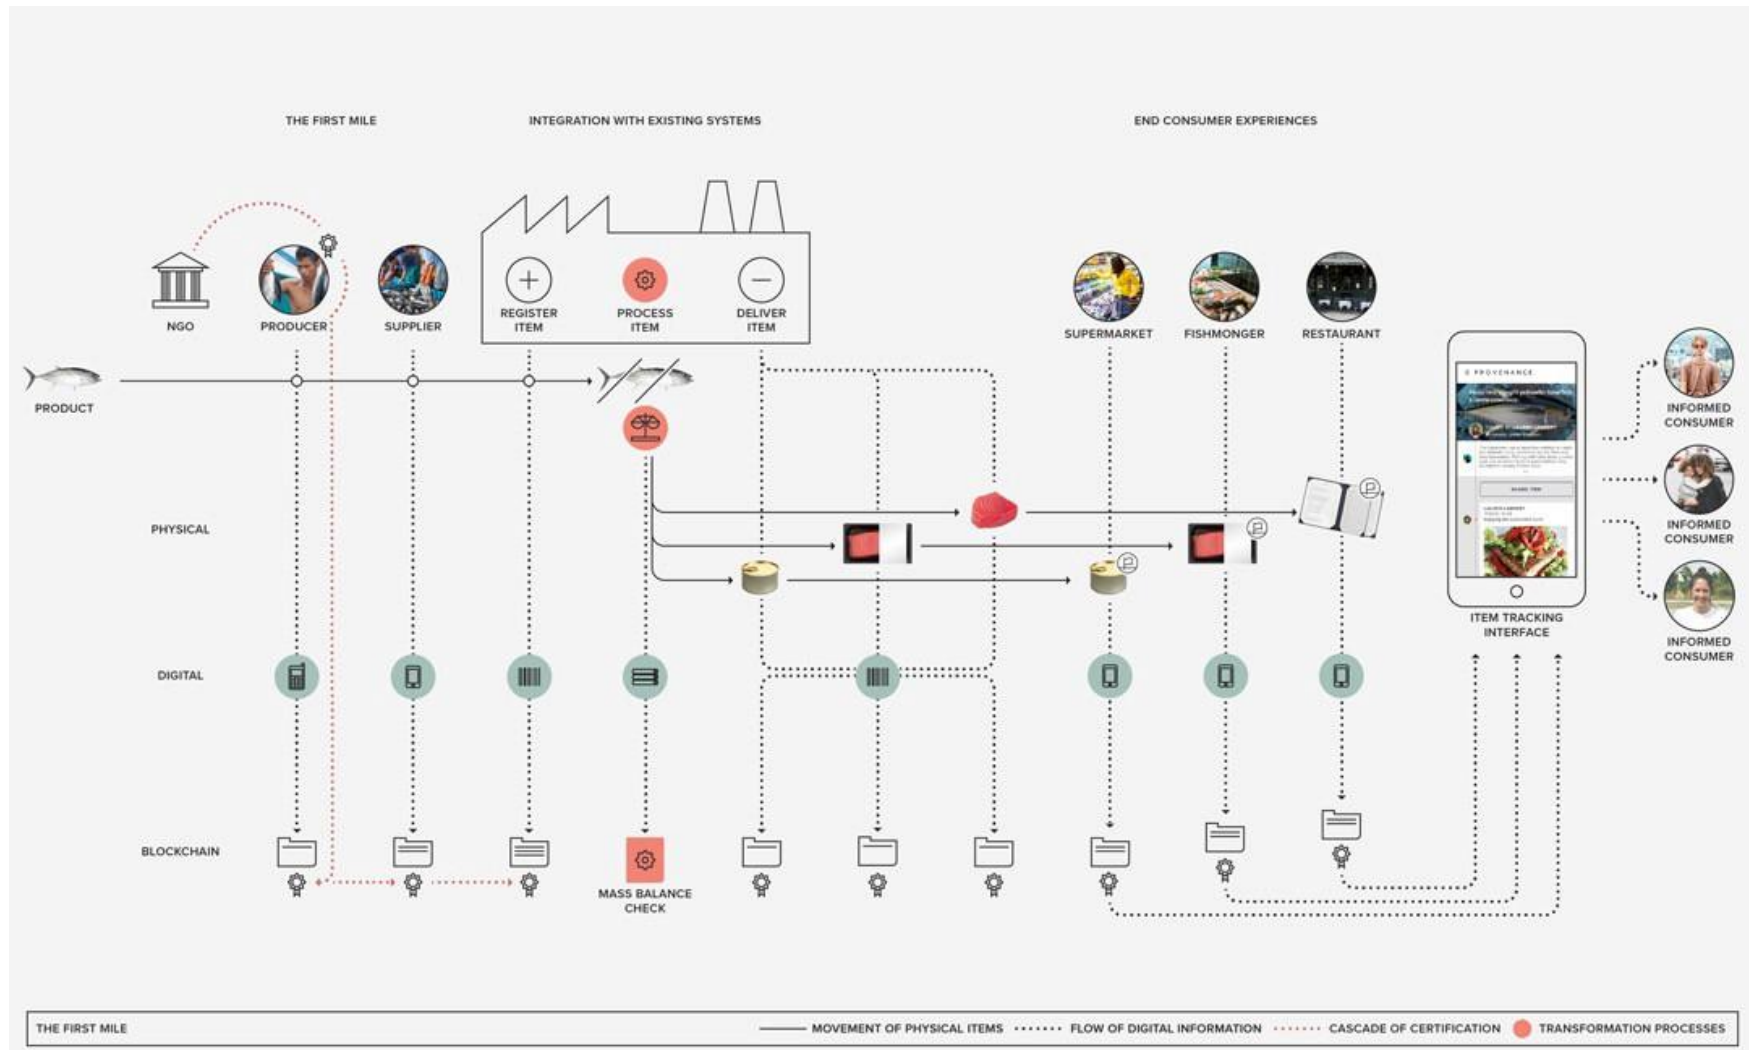 THE FIRST MILE
INTEGRATION WITH EXISTING SYSTEMS
END CONSUMER EXPERIENCES
NGO
PRODUCER
SUPPLIER
REGISTER
ITEM
PROCESS
ITEM
DELIVER
ITEM
SUPERMARKET
FISHMONGER
RESTAURANT
PROVENANCE
SHARE ITEM
ITEM TRACKING
INTERFACE
INFORMED
CONSUMER
INFORMED
CONSUMER
INFORMED
CONSUMER
PRODUCT
PHYSICAL
DIGITAL
BLOCKCHAIN
MASS BALANCE
CHECK
THE FIRST MILE
MOVEMENT OF PHYSICAL ITEMS
FLOW OF DIGITAL INFORMATION
CASCADE OF CERTIFICATION
TRANSFORMATION PROCESSES